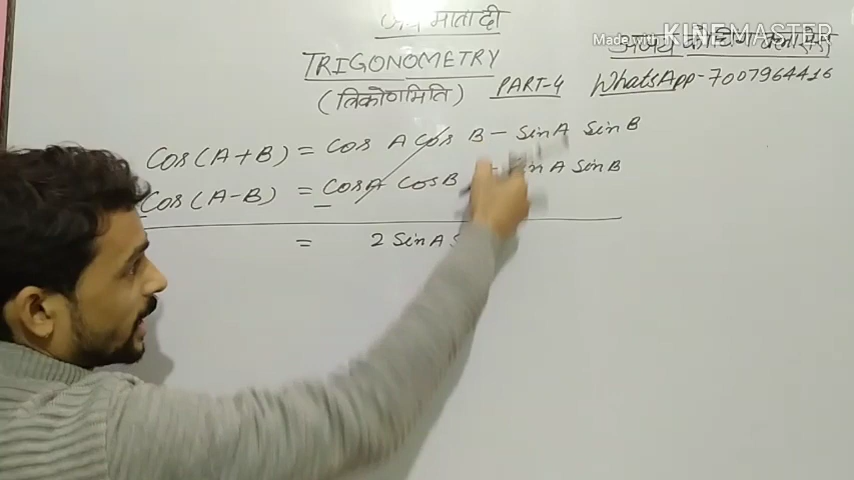 जय माता दी
Made with KINEMASTER
TRIGONOMETRY
(त्रिकोणमिति)
PART-4
WhatsApp-7007964416
Cos(A+B) = Cos A Cos B - SinA SinB
Cos(A-B) = CosA CosB SinA SinB
= 2 SinA S